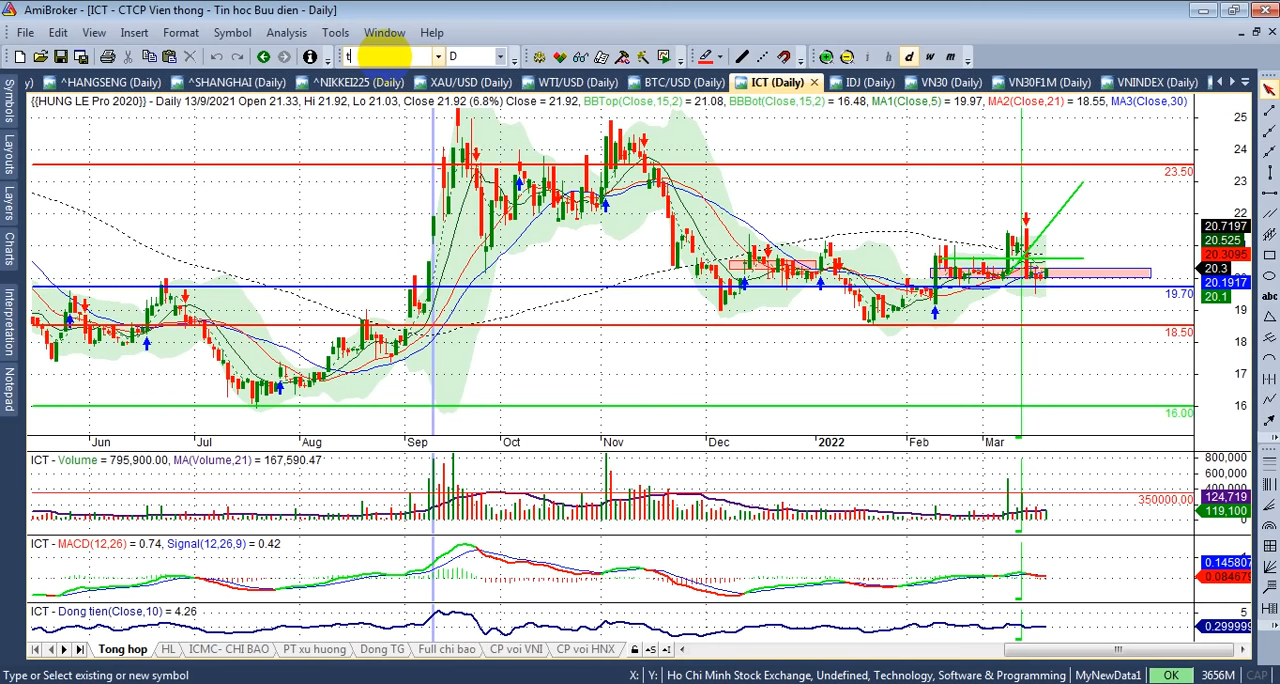 AmiBroker - [ICT - CTCP Vien thong - Tin hoc Buu dien - Daily]
File Edit View Insert Format Symbol Analysis Tools Window Help
t D d w m
^HANGSENG (Daily) ^SHANGHAI (Daily) ^NIKKEI225 (Daily) XAU/USD (Daily) WTI/USD (Daily) BTC/USD (Daily) ICT (Daily) IDJ (Daily) VN30 (Daily) VN30F1M (Daily) VNINDEX (Daily)
{{HUNG LE Pro 2020}} - Daily 13/9/2021 Open 21.33, Hi 21.92, Lo 21.03, Close 21.92 (6.8%) Close = 21.92, BBTop(Close,15,2) = 21.08, BBBot(Close,15,2) = 16.48, MA1(Close,5) = 19.97, MA2(Close,21) = 18.55, MA3(Close,30)
Symbols
Layouts
Layers
Charts
Interpretation
Notepad
abc
25
24
23.50
23
22
20.7197
20.525
20.3095
20.3
20.1917
20.1
19.70
19
18.50
18
17
16
16.00
Jun Jul Aug Sep Oct Nov Dec 2022 Feb Mar
ICT - Volume = 795,900.00, MA(Volume,21) = 167,590.47
800,000
600,000
350000.00
124,719
119,100
ICT - MACD(12,26) = 0.74, Signal(12,26,9) = 0.42
0.145807
0.084679
ICT - Dong tien(Close,10) = 4.26
5
0.299999
Tong hop HL ICMC- CHI BAO PT xu huong Dong TG Full chi bao CP voi VNI CP voi HNX
Type or Select existing or new symbol X: Y: Ho Chi Minh Stock Exchange, Undefined, Technology, Software & Programming MyNewData1 OK 3656M CAP